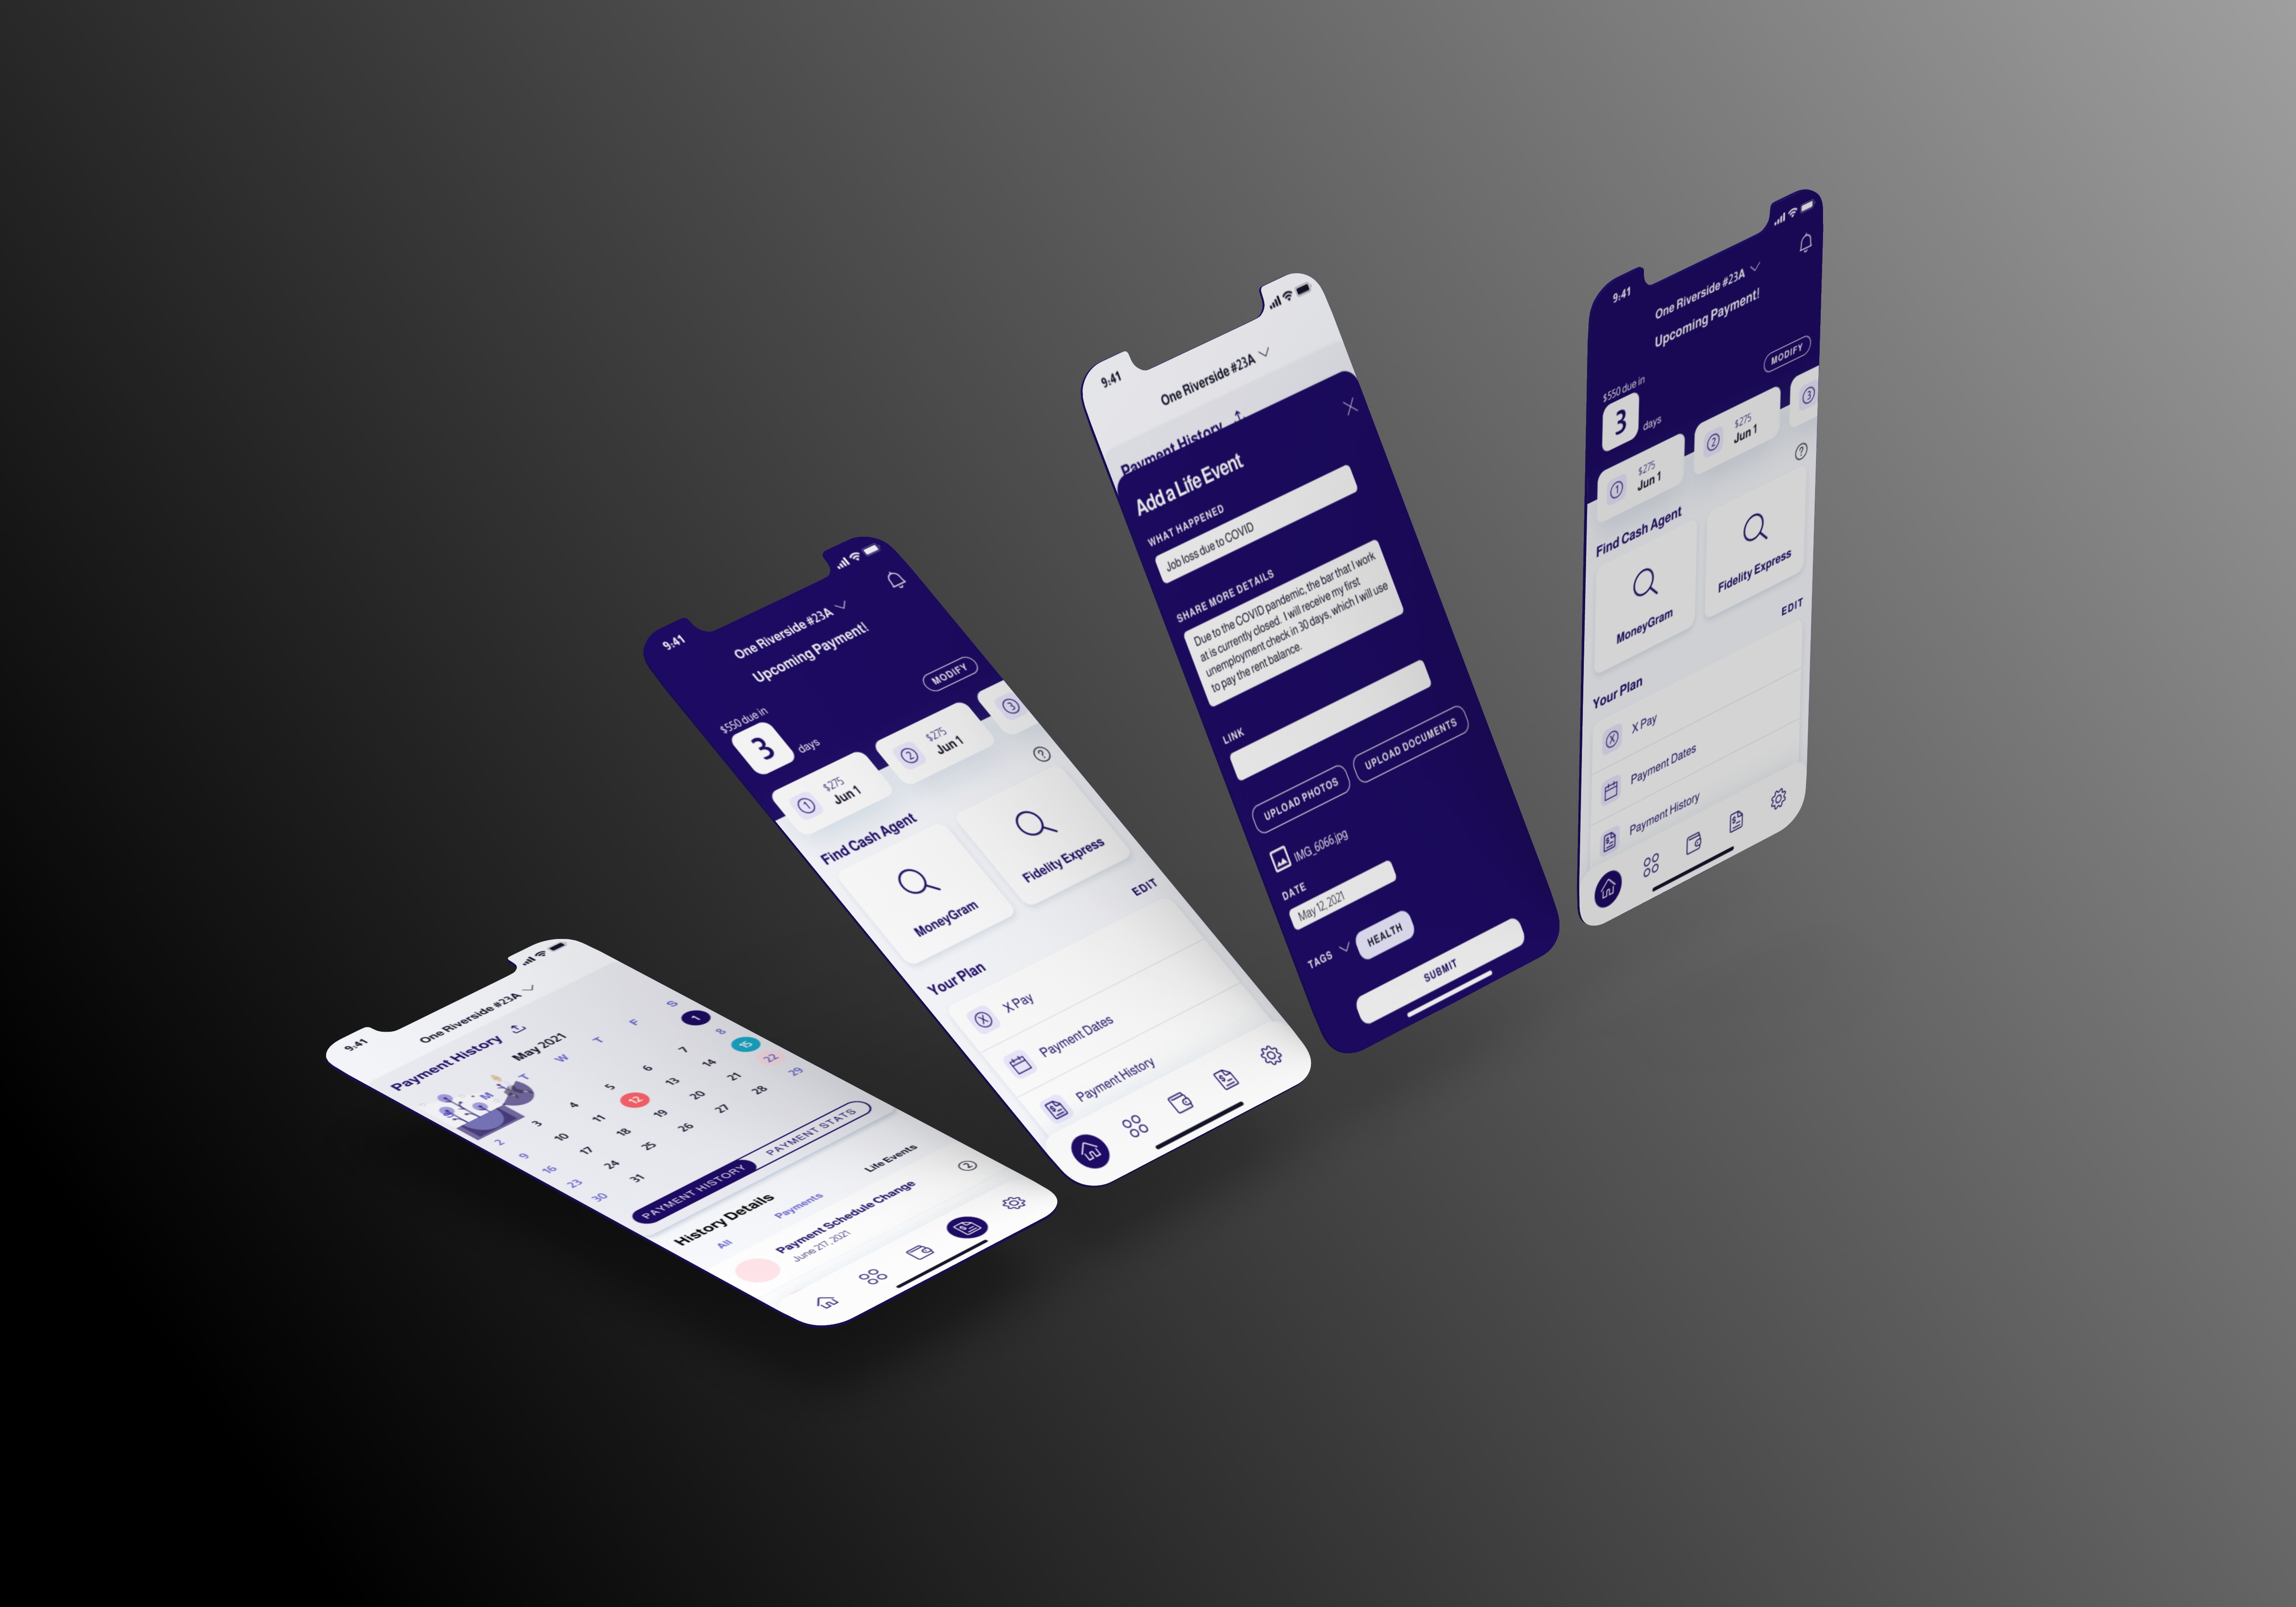 9:41
One Riverside #23A
Payment History
May 2021
M T W T F S
1
2 3 4 5 6 7 8
9 10 11 12 13 14 15
16 17 18 19 20 21 22
23 24 25 26 27 28 29
30 31
PAYMENT HISTORY PAYMENT STATS
History Details
All Payments Life Events
Payment Schedule Change 2
June 217, 2021
9:41
One Riverside #23A
Upcoming Payment!
MODIFY
$550 due in
3 days
1 $275
Jun 1
2 $275
Jun 1
3
?
Find Cash Agent
MoneyGram
Fidelity Express
Your Plan EDIT
X Pay
Payment Dates
Payment History
9:41
One Riverside #23A
Payment History
Add a Life Event
WHAT HAPPENED
Job loss due to COVID
SHARE MORE DETAILS
Due to the COVID pandemic, the bar that I work
at is currently closed. I will receive my first
unemployment check in 30 days, which I will use
to pay the rent balance.
LINK
UPLOAD PHOTOS UPLOAD DOCUMENTS
IMG_6066.jpg
DATE
May 12, 2021
TAGS HEALTH
SUBMIT
9:41
One Riverside #23A
Upcoming Payment!
MODIFY
$550 due in
3 days
1 $275
Jun 1
2 $275
Jun 1
3
?
Find Cash Agent
MoneyGram
Fidelity Express
Your Plan EDIT
X Pay
Payment Dates
Payment History